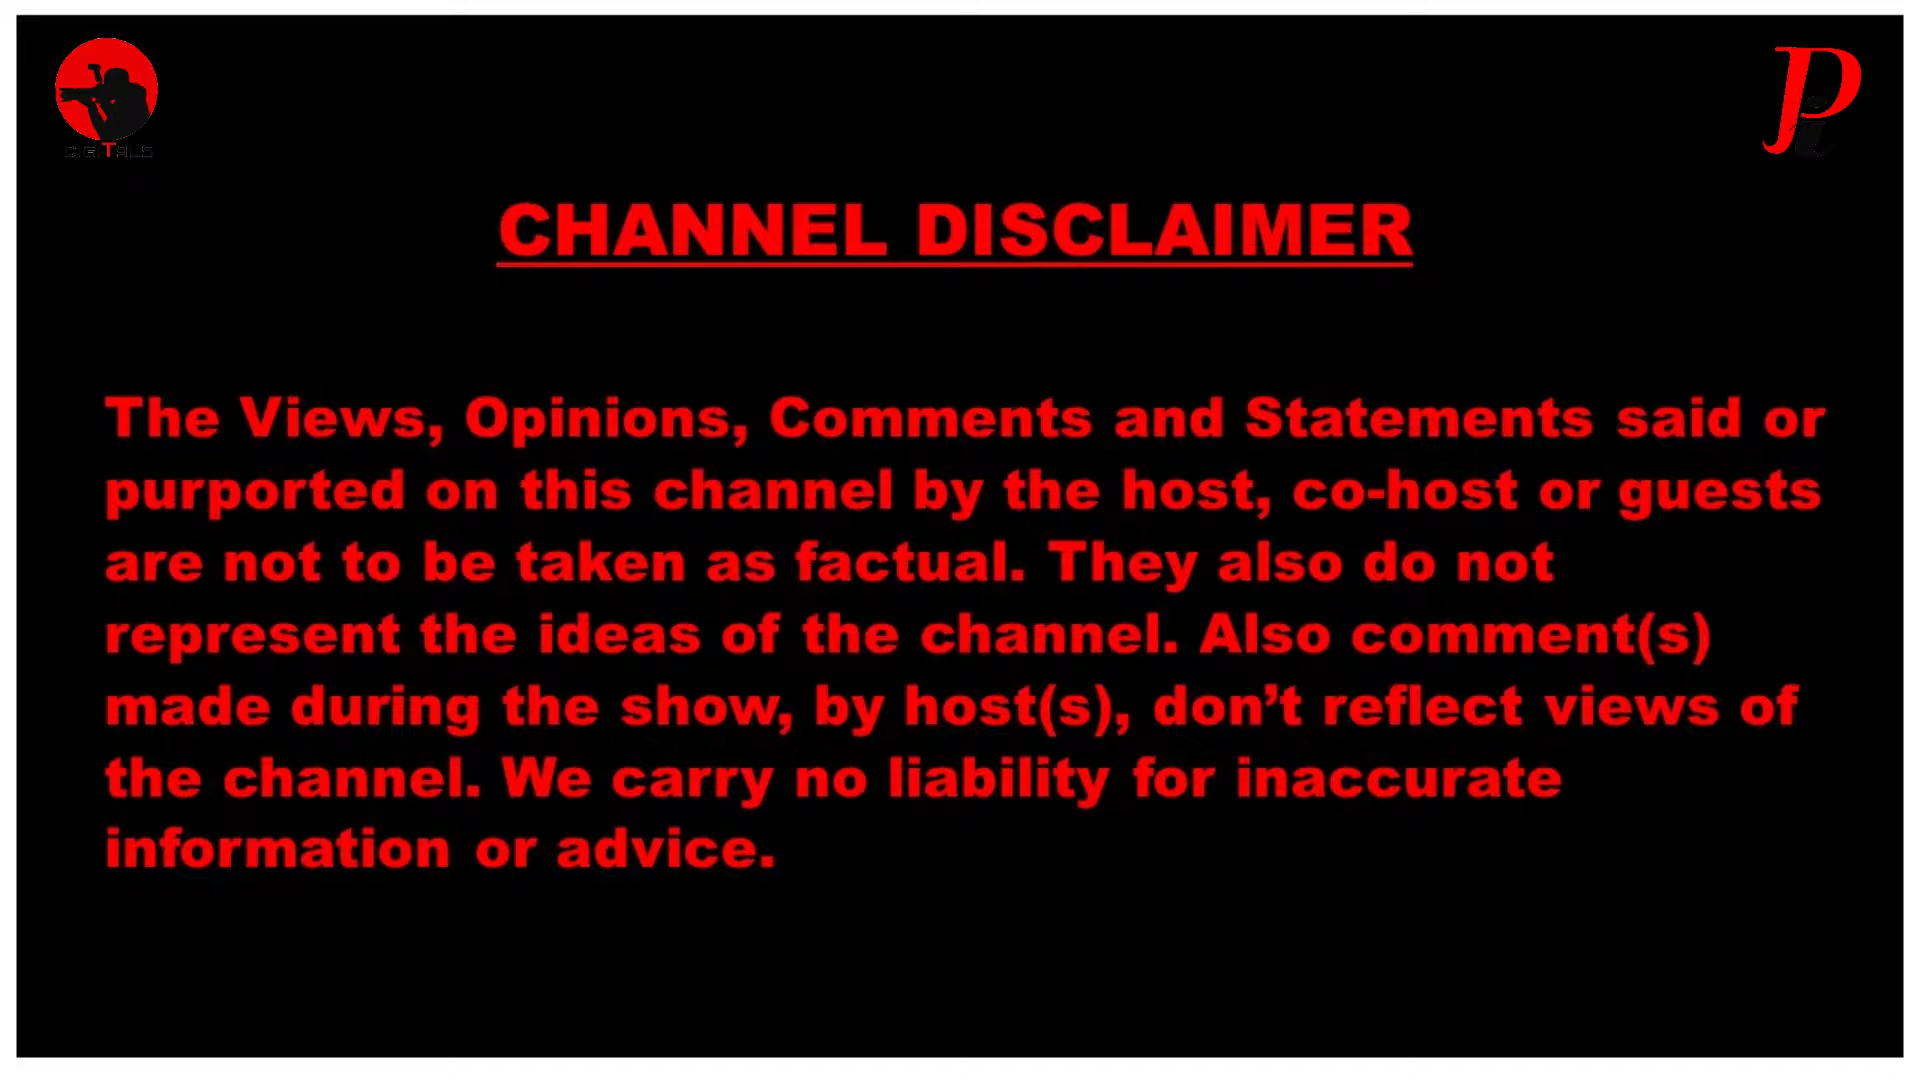 CHANNEL DISCLAIMER
The Views, Opinions, Comments and Statements said or
purported on this channel by the host, co-host or guests
are not to be taken as factual. They also do not
represent the ideas of the channel. Also comment(s)
made during the show, by host(s), don’t reflect views of
the channel. We carry no liability for inaccurate
information or advice.